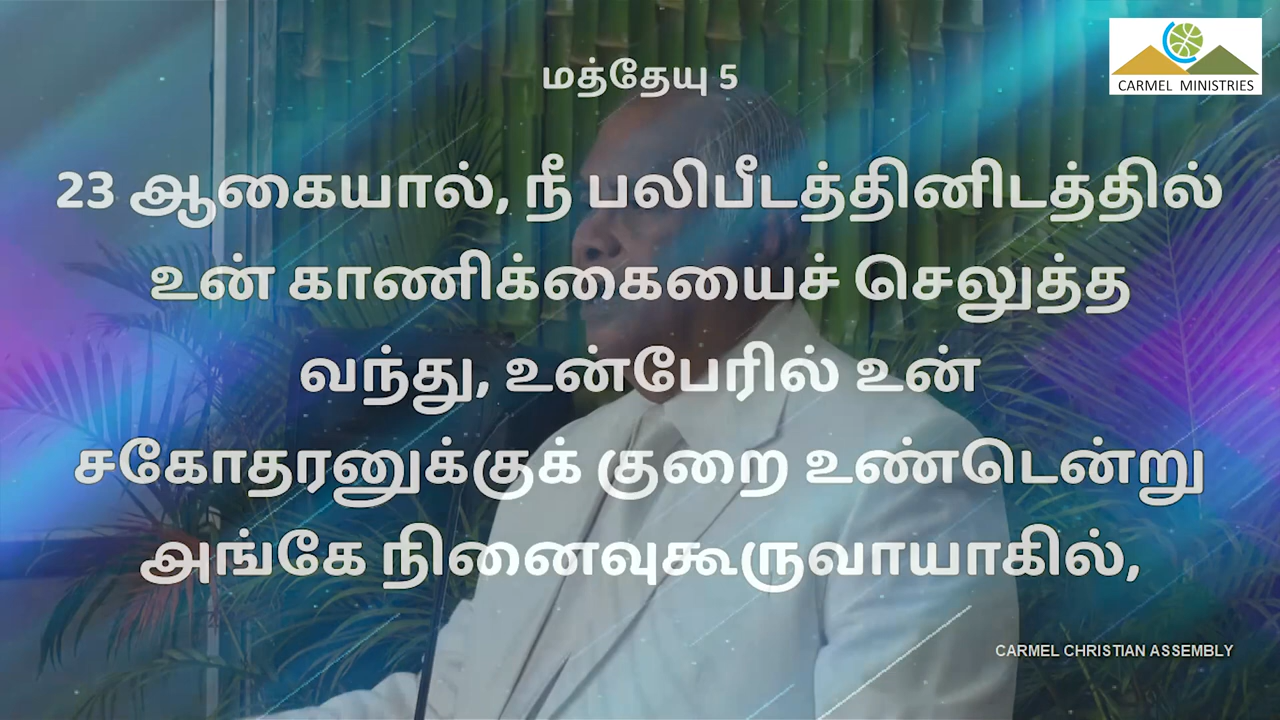 CARMEL MINISTRIES
மத்தேயு 5
23 ஆகையால், நீ பலிபீடத்தினிடத்தில்
உன் காணிக்கையைச் செலுத்த
வந்து, உன்பேரில் உன்
சகோதரனுக்குக் குறை உண்டென்று
அங்கே நினைவுகூருவாயாகில்,
CARMEL CHRISTIAN ASSEMBLY